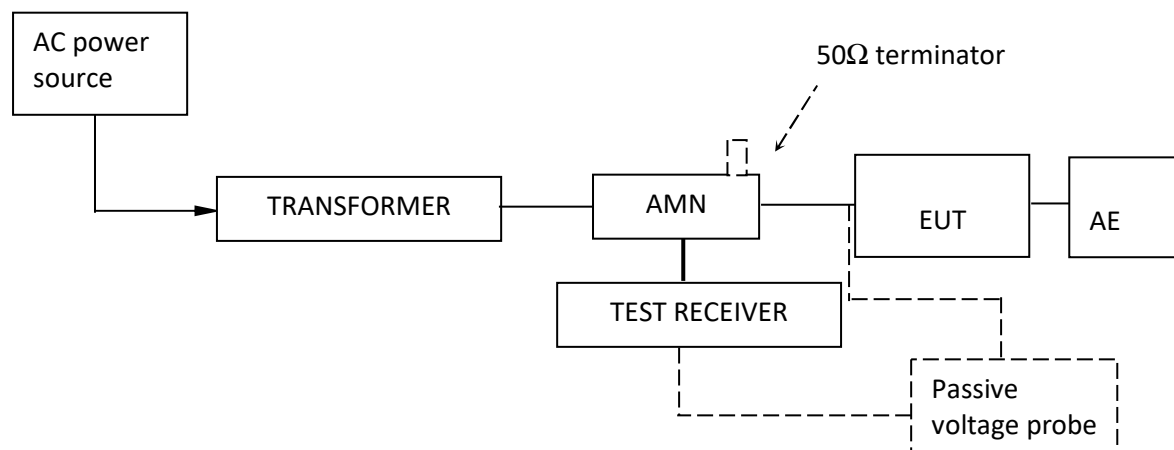 AC power
source
50Ω terminator
TRANSFORMER
AMN
EUT
AE
TEST RECEIVER
Passive
voltage probe